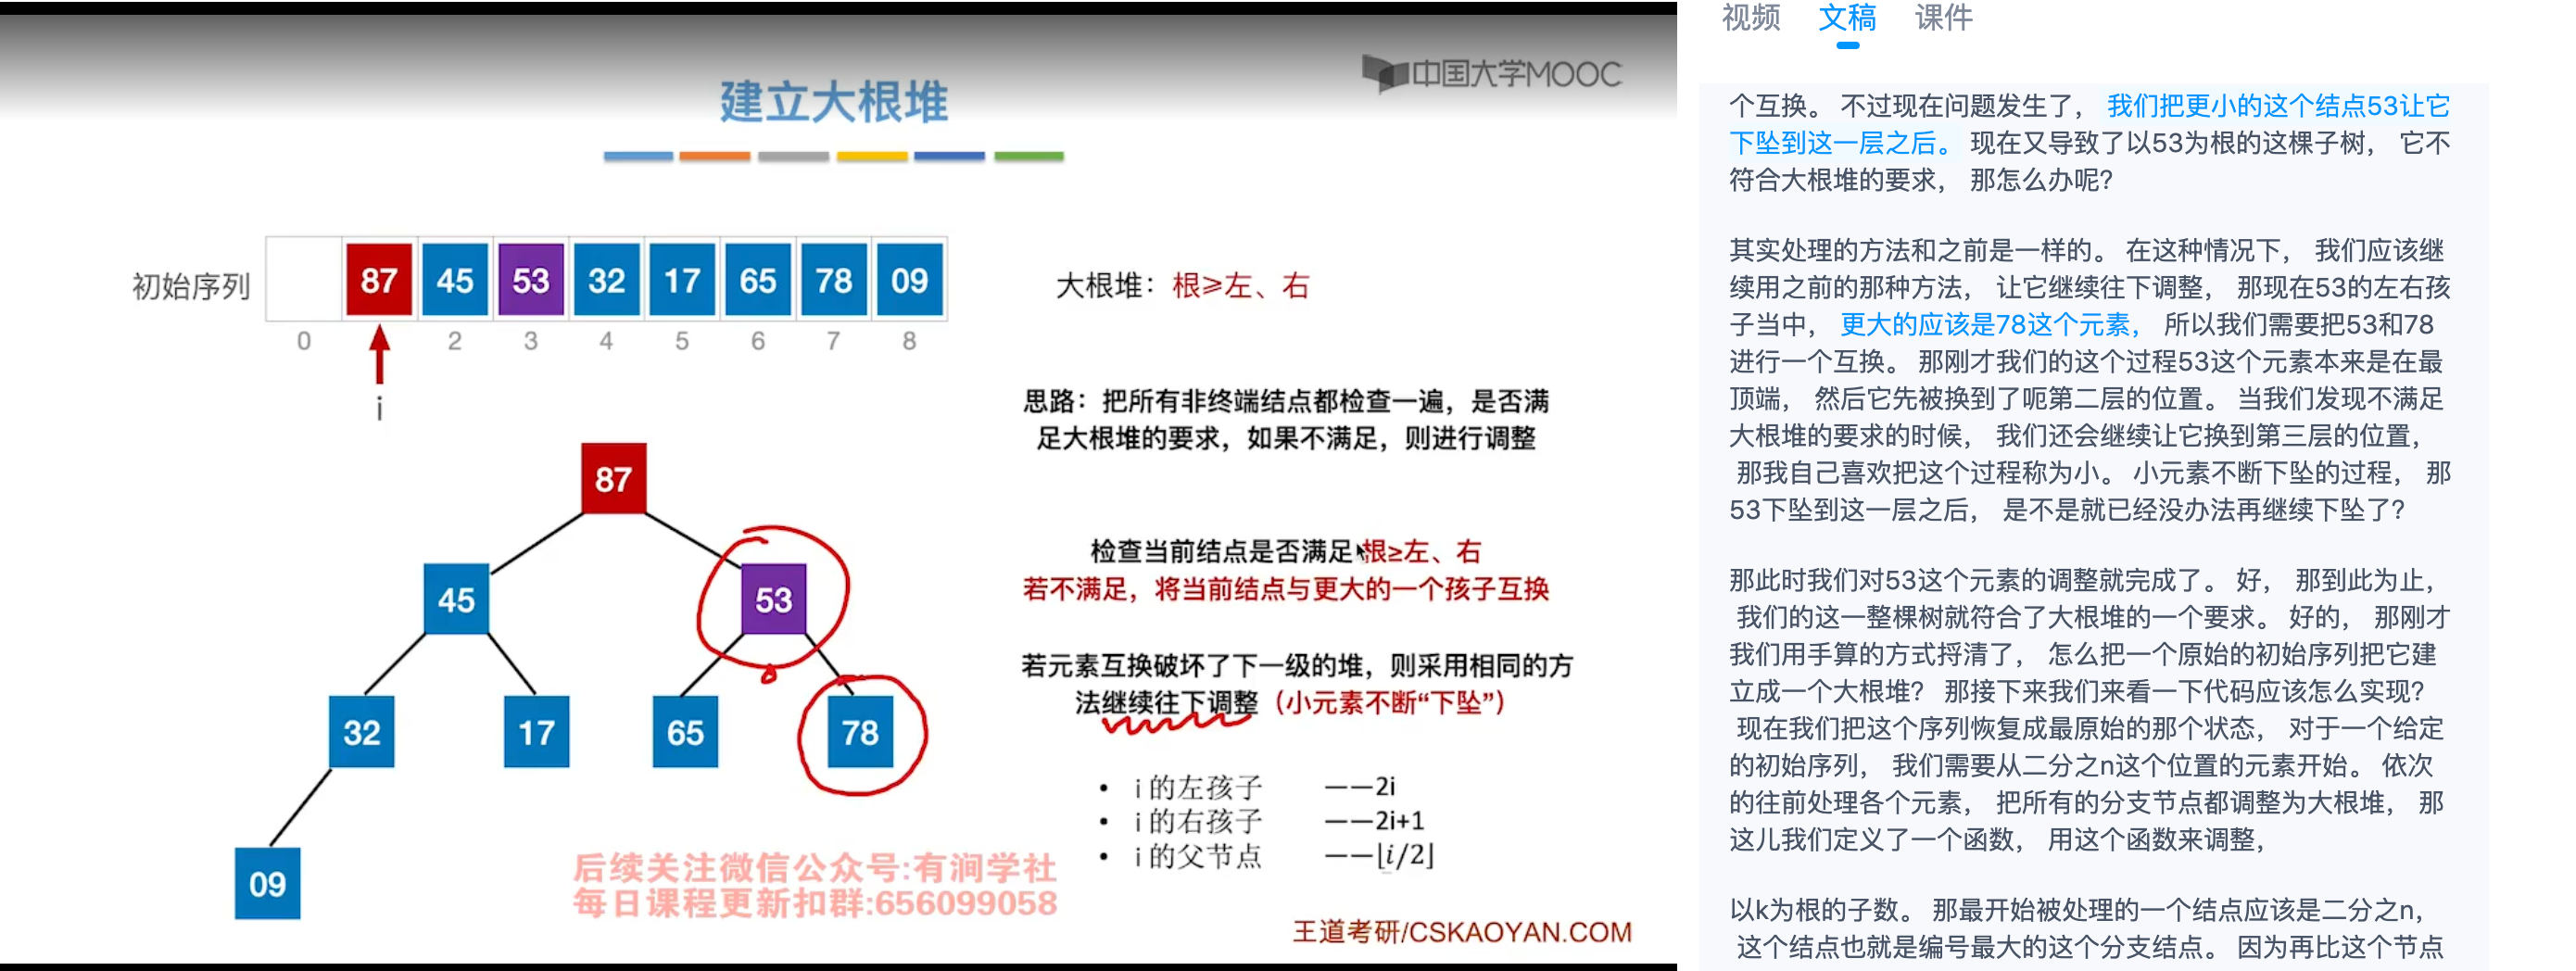 中国大学MOOC
建立大根堆
初始序列
87 45 53 32 17 65 78 09
0 2 3 4 5 6 7 8
i
大根堆：根≥左、右
思路：把所有非终端结点都检查一遍，是否满
足大根堆的要求，如果不满足，则进行调整
87
45 53
32 17 65 78
09
检查当前结点是否满足 根≥左、右
若不满足，将当前结点与更大的一个孩子互换
若元素互换破坏了下一级的堆，则采用相同的方
法继续往下调整（小元素不断“下坠”）
• i 的左孩子 ——2i
• i 的右孩子 ——2i+1
• i 的父节点 ——⌊i/2⌋
后续关注微信公众号:有涧学社
每日课程更新扣群:656099058
王道考研/CSKAOYAN.COM
视频 文稿 课件
个互换。 不过现在问题发生了， 我们把更小的这个结点53让它
下坠到这一层之后。 现在又导致了以53为根的这棵子树， 它不
符合大根堆的要求， 那怎么办呢?
其实处理的方法和之前是一样的。 在这种情况下， 我们应该继
续用之前的那种方法， 让它继续往下调整， 那现在53的左右孩
子当中， 更大的应该是78这个元素， 所以我们需要把53和78
进行一个互换。 那刚才我们的这个过程53这个元素本来是在最
顶端， 然后它先被换到了呃第二层的位置。 当我们发现不满足
大根堆的要求的时候， 我们还会继续让它换到第三层的位置，
那我自己喜欢把这个过程称为小。 小元素不断下坠的过程， 那
53下坠到这一层之后， 是不是就已经没办法再继续下坠了?
那此时我们对53这个元素的调整就完成了。 好， 那到此为止，
我们的这一整棵树就符合了大根堆的一个要求。 好的， 那刚才
我们用手算的方式捋清了， 怎么把一个原始的初始序列把它建
立成一个大根堆? 那接下来我们来看一下代码应该怎么实现?
现在我们把这个序列恢复成最原始的那个状态， 对于一个给定
的初始序列， 我们需要从二分之n这个位置的元素开始。 依次
的往前处理各个元素， 把所有的分支节点都调整为大根堆， 那
这儿我们定义了一个函数， 用这个函数来调整，
以k为根的子数。 那最开始被处理的一个结点应该是二分之n，
这个结点也就是编号最大的这个分支结点。 因为再比这个节点